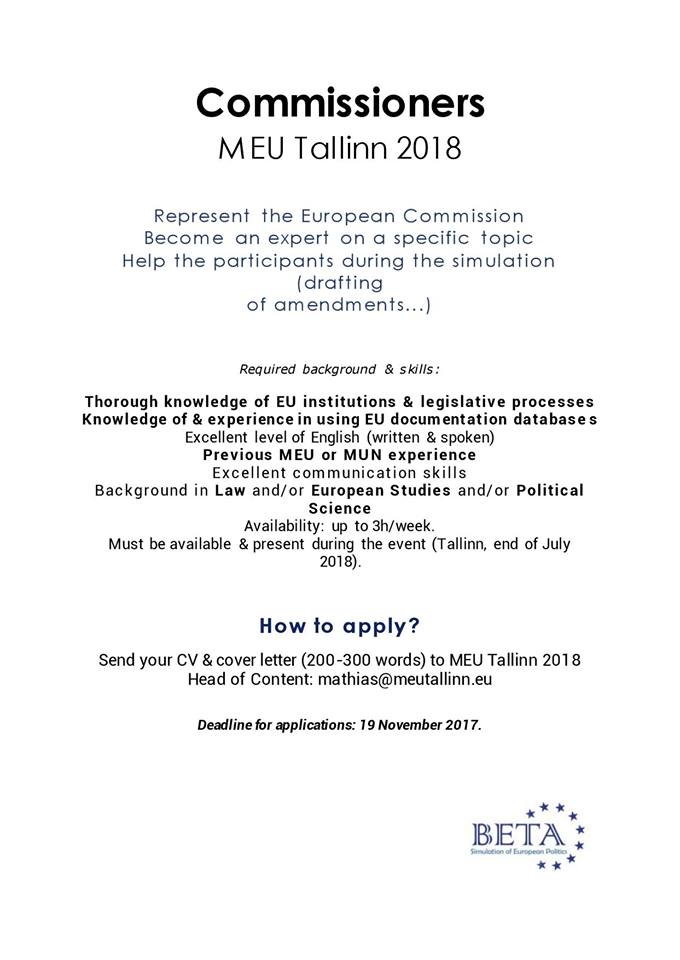 Commissioners
MEU Tallinn 2018
Represent the European Commission
Become an expert on a specific topic
Help the participants during the simulation
(drafting
of amendments...)
Required background & skills:
Thorough knowledge of EU institutions & legislative processes
Knowledge of & experience in using EU documentation databases
Excellent level of English (written & spoken)
Previous MEU or MUN experience
Excellent communication skills
Background in Law and/or European Studies and/or Political
Science
Availability: up to 3h/week.
Must be available & present during the event (Tallinn, end of July
2018).
How to apply?
Send your CV & cover letter (200-300 words) to MEU Tallinn 2018
Head of Content: mathias@meutallinn.eu
Deadline for applications: 19 November 2017.
BETA
Simulation of European Politics